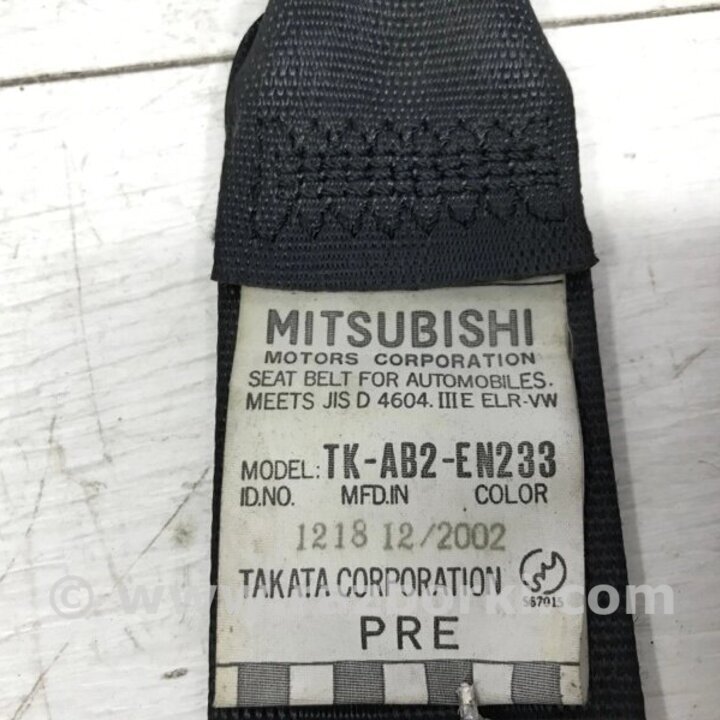 MITSUBISHI
MOTORS CORPORATION
SEAT BELT FOR AUTOMOBILES.
MEETS JIS D 4604. III E ELR-VW
MODEL: TK-AB2-EN233
ID.NO. MFD.IN COLOR
1218 12/2002
TAKATA CORPORATION
PRE